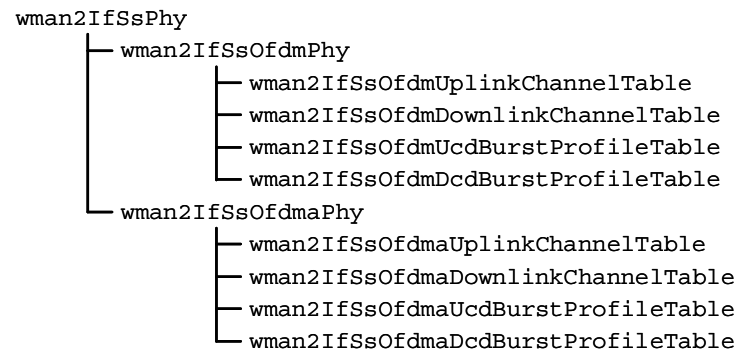 wman2IfSsPhy
wman2IfSsOfdmPhy
wman2IfSsOfdmUplinkChannelTable
wman2IfSsOfdmDownlinkChannelTable
wman2IfSsOfdmUcdBurstProfileTable
wman2IfSsOfdmDcdBurstProfileTable
wman2IfSsOfdmaPhy
wman2IfSsOfdmaUplinkChannelTable
wman2IfSsOfdmaDownlinkChannelTable
wman2IfSsOfdmaUcdBurstProfileTable
wman2IfSsOfdmaDcdBurstProfileTable